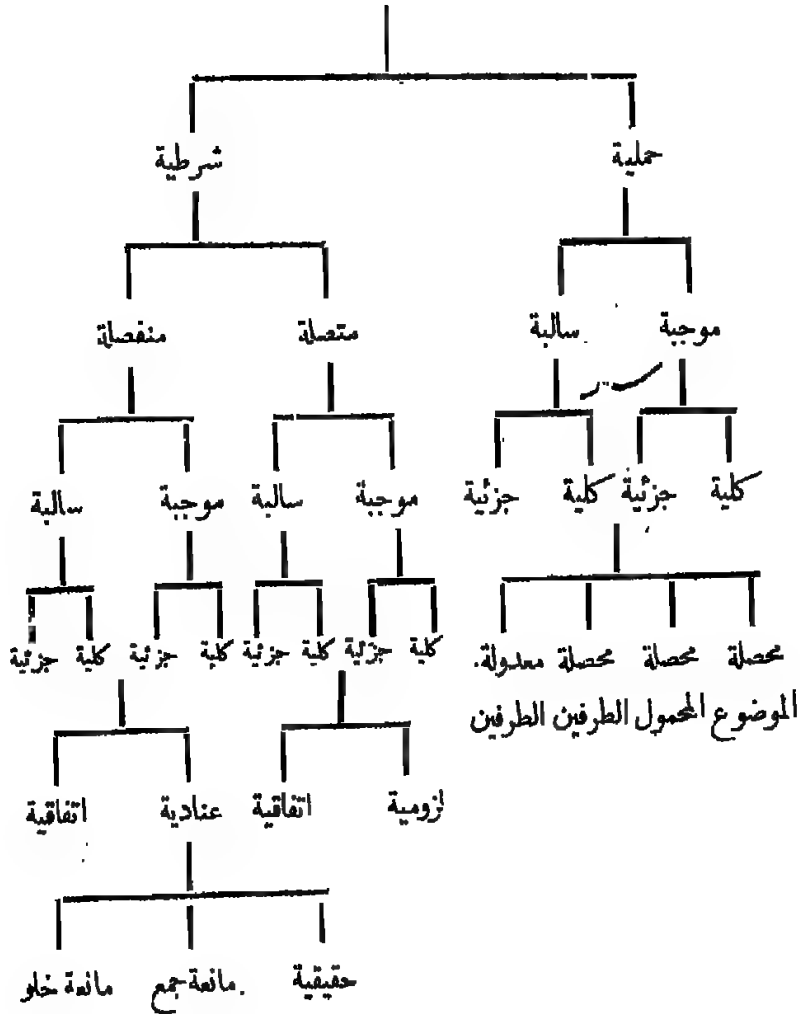 حملية شرطية
موجبة سالبة متصلة منفصلة
كلية جزئية كلية جزئية موجبة سالبة موجبة سالبة
محصلة محصلة محصلة معدولة. كلية جزئية كلية جزئية كلية جزئية كلية جزئية
الموضوع المحمول الطرفين الطرفين
لزومية اتفاقية عنادية اتفاقية
حقيقية مانعة جمع مانعة خلو